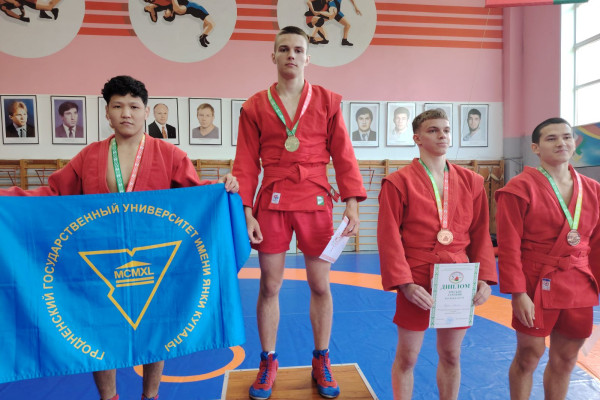 ГРОДНЕНСКИЙ ГОСУДАРСТВЕННЫЙ УНИВЕРСИТЕТ ИМЕНИ ЯНКИ КУПАЛЫ
MCMXL
ДИПЛОМ